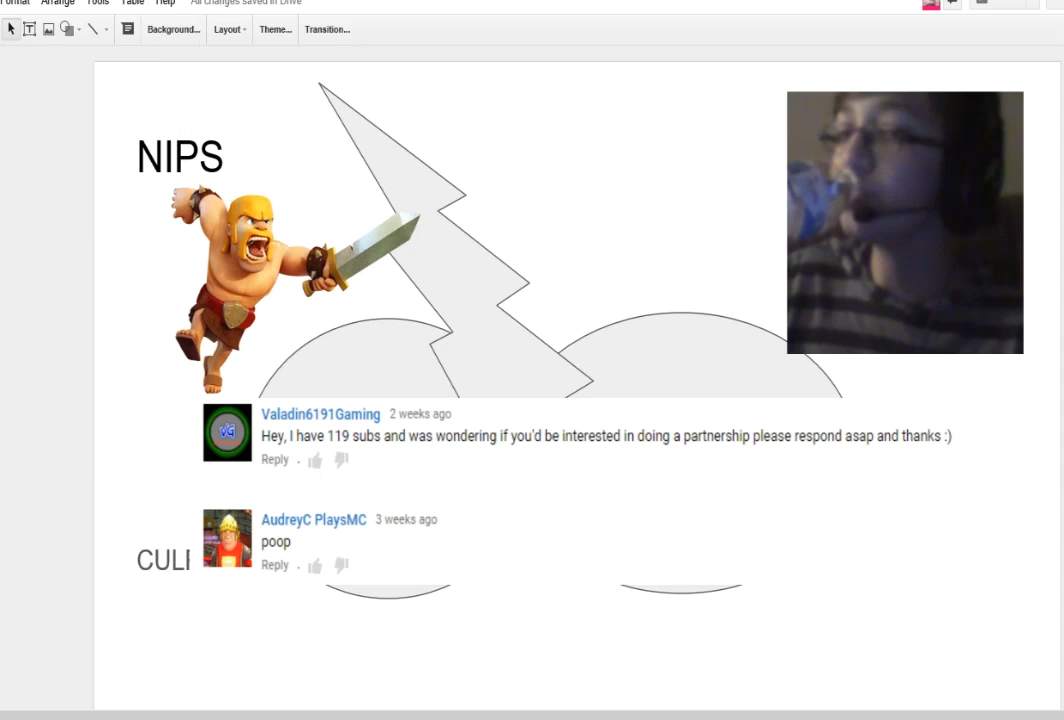 Format Arrange Tools Table Help All changes saved in Drive
Background... Layout Theme... Transition...
NIPS
VG
Valadin6191Gaming 2 weeks ago
Hey, I have 119 subs and was wondering if you'd be interested in doing a partnership please respond asap and thanks :)
Reply .
AudreyC PlaysMC 3 weeks ago
poop
Reply .